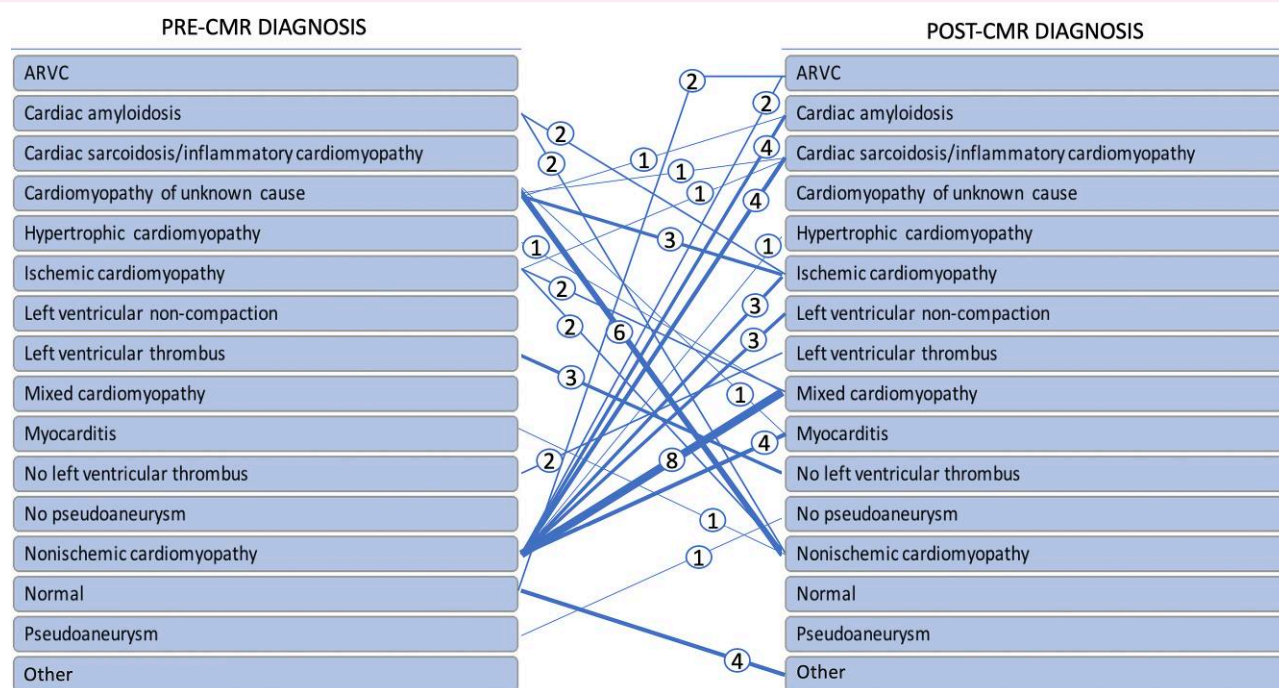 PRE-CMR DIAGNOSIS
ARVC
Cardiac amyloidosis
Cardiac sarcoidosis/inflammatory cardiomyopathy
Cardiomyopathy of unknown cause
Hypertrophic cardiomyopathy
Ischemic cardiomyopathy
Left ventricular non-compaction
Left ventricular thrombus
Mixed cardiomyopathy
Myocarditis
No left ventricular thrombus
No pseudoaneurysm
Nonischemic cardiomyopathy
Normal
Pseudoaneurysm
Other
2
2
2
4
2
1
1
1
4
3
1
1
2
3
2
6
3
3
1
4
2
8
1
1
4
POST-CMR DIAGNOSIS
ARVC
Cardiac amyloidosis
Cardiac sarcoidosis/inflammatory cardiomyopathy
Cardiomyopathy of unknown cause
Hypertrophic cardiomyopathy
Ischemic cardiomyopathy
Left ventricular non-compaction
Left ventricular thrombus
Mixed cardiomyopathy
Myocarditis
No left ventricular thrombus
No pseudoaneurysm
Nonischemic cardiomyopathy
Normal
Pseudoaneurysm
Other